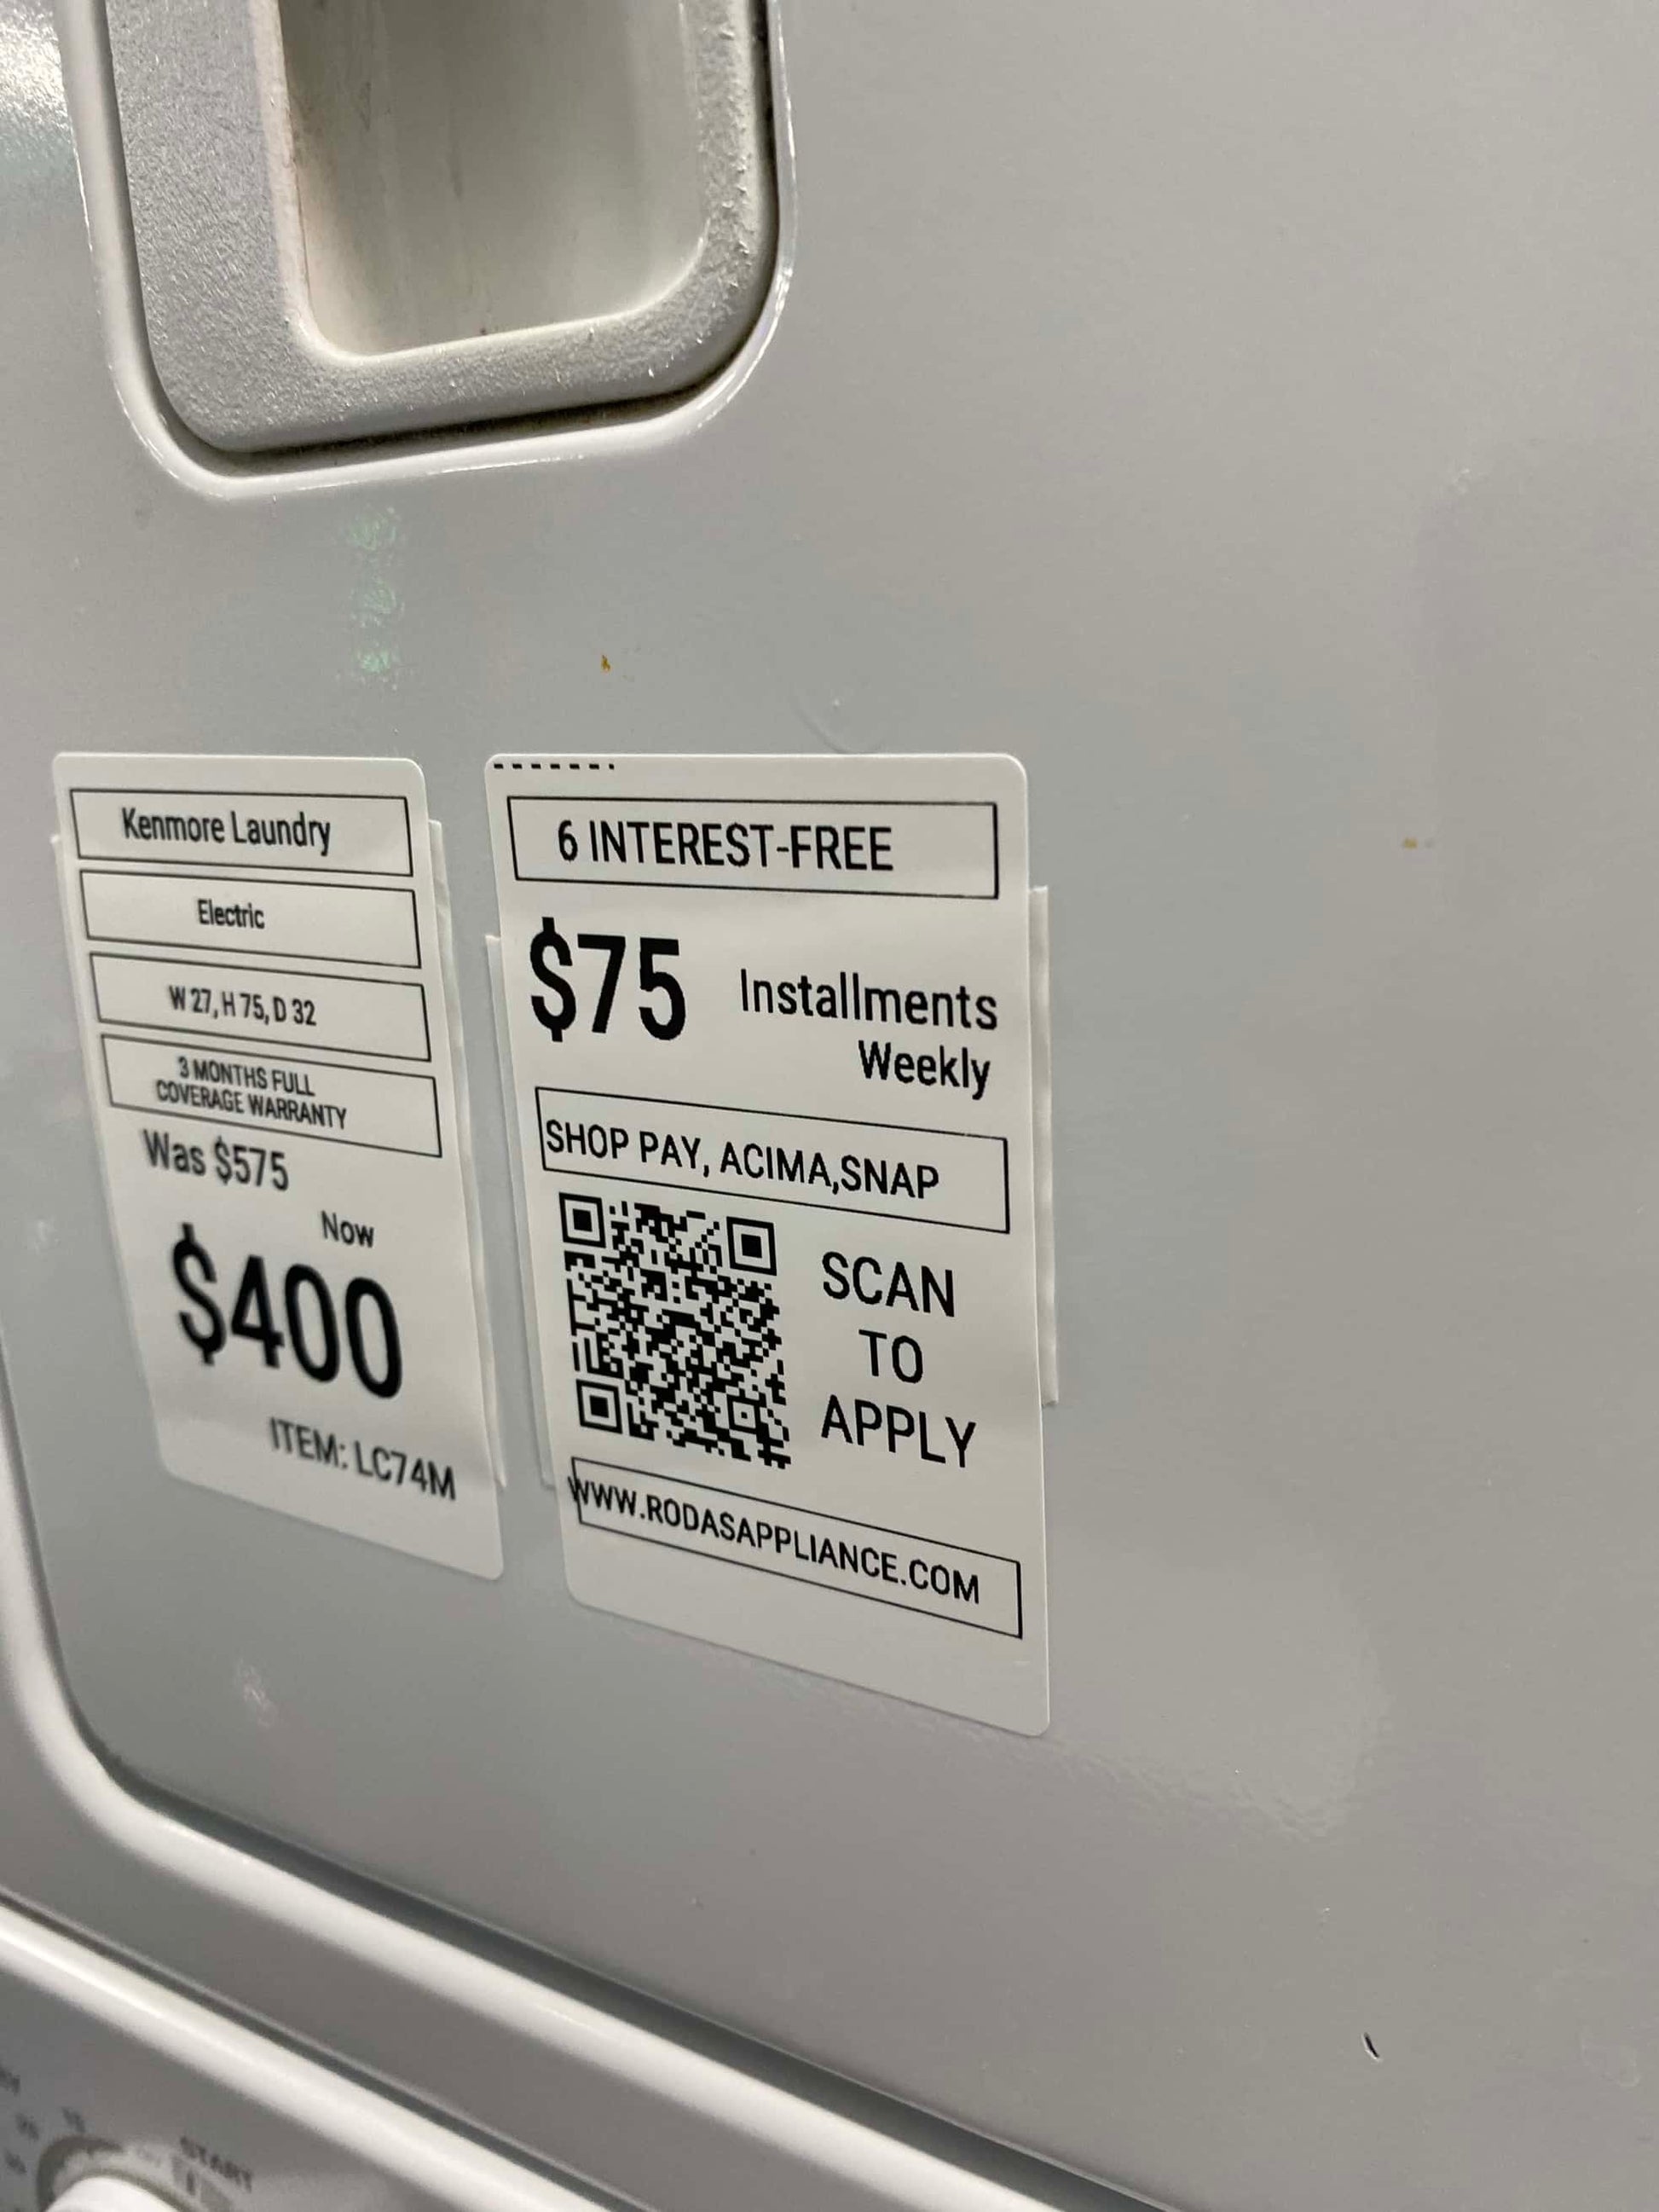 Kenmore Laundry
Electric
W 27, H 75, D 32
3 MONTHS FULL
COVERAGE WARRANTY
Was $575
Now
$400
ITEM: LC74M
6 INTEREST-FREE
$75 Installments
Weekly
SHOP PAY, ACIMA,SNAP
SCAN
TO
APPLY
WWW.RODASAPPLIANCE.COM
START